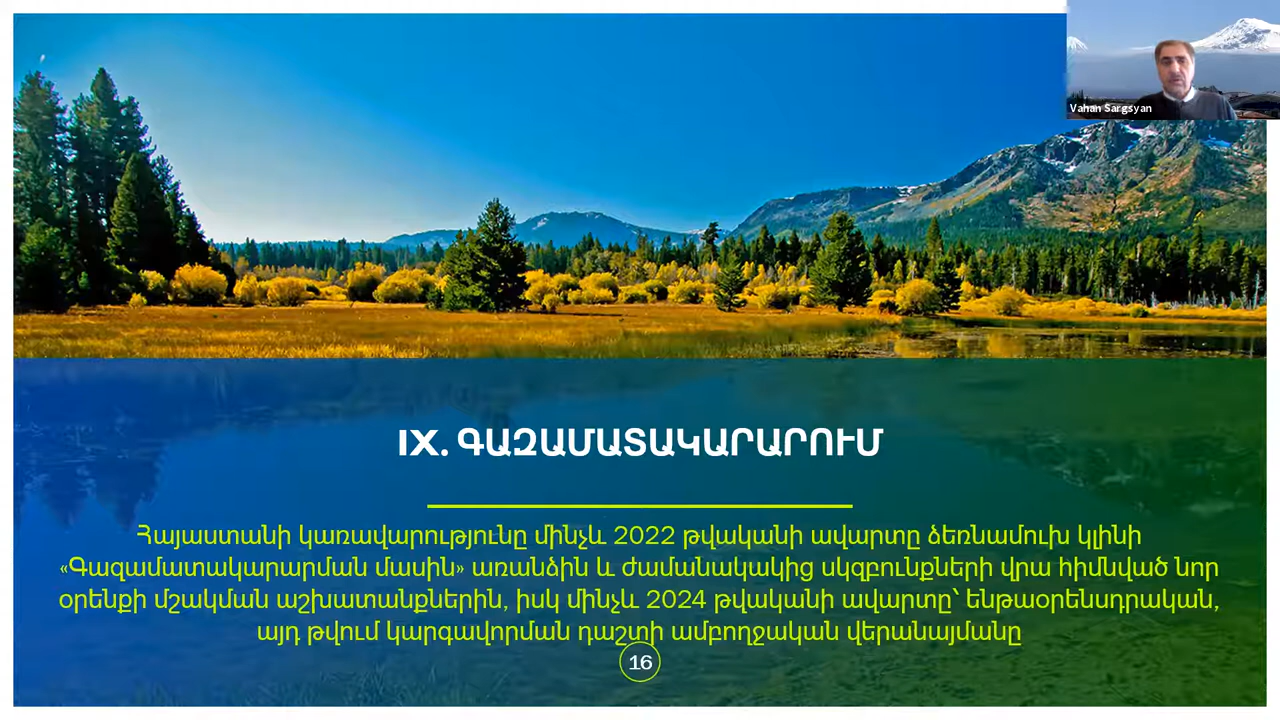 Vahan Sargsyan
IX. ԳԱԶԱՄԱՏԱԿԱՐԱՐՈՒՄ
Հայաստանի կառավարությունը մինչև 2022 թվականի ավարտը ձեռնամուխ կլինի
«Գազամատակարարման մասին» առանձին և ժամանակակից սկզբունքների վրա հիմնված նոր
օրենքի մշակման աշխատանքներին, իսկ մինչև 2024 թվականի ավարտը՝ ենթաօրենսդրական,
այդ թվում կարգավորման դաշտի ամբողջական վերանայմանը
16